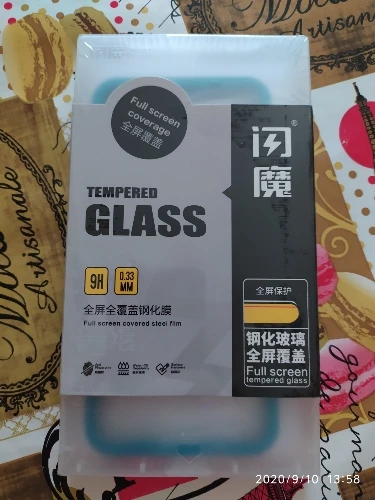 Full screen
coverage
全屏覆盖
闪魔®
TEMPERED
GLASS
9H
0.33
MM
全屏全覆盖钢化膜
Full screen covered steel film
全屏保护
钢化玻璃
全屏覆盖
Full screen
tempered glass
Artisanale
gourmande
2020/9/10 13:58